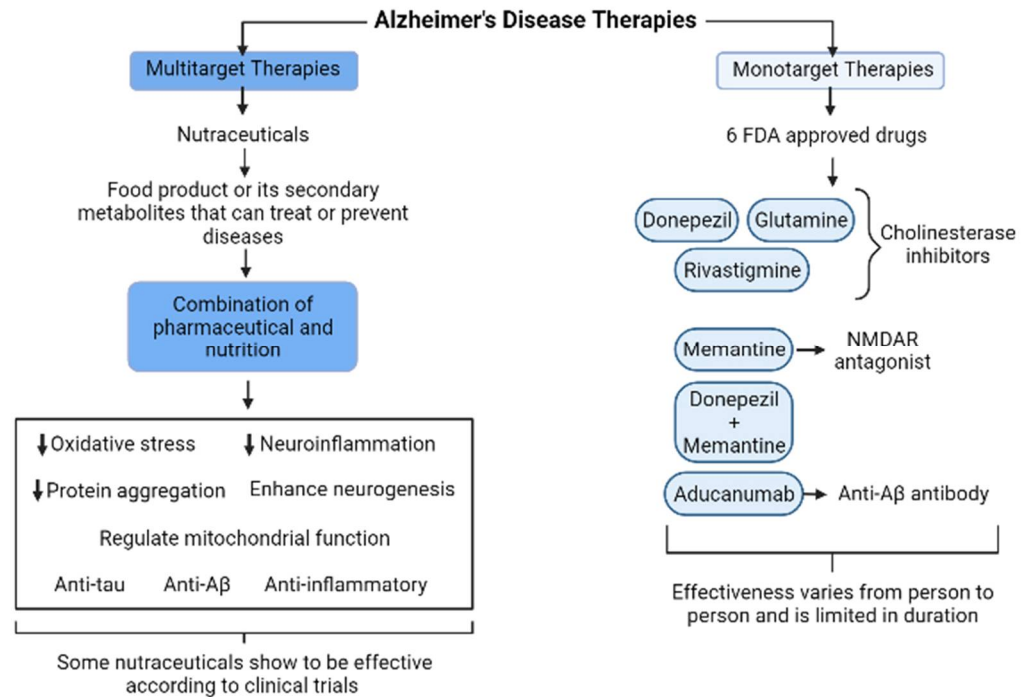 Alzheimer's Disease Therapies
Multitarget Therapies
Nutraceuticals
Food product or its secondary
metabolites that can treat or prevent
diseases
Combination of
pharmaceutical and
nutrition
Oxidative stress
Neuroinflammation
Protein aggregation
Enhance neurogenesis
Regulate mitochondrial function
Anti-tau
Anti-Aβ
Anti-inflammatory
Some nutraceuticals show to be effective
according to clinical trials
Monotarget Therapies
6 FDA approved drugs
Donepezil
Glutamine
Rivastigmine
Cholinesterase
inhibitors
Memantine
NMDAR
antagonist
Donepezil
+
Memantine
Aducanumab
Anti-Aβ antibody
Effectiveness varies from person to
person and is limited in duration